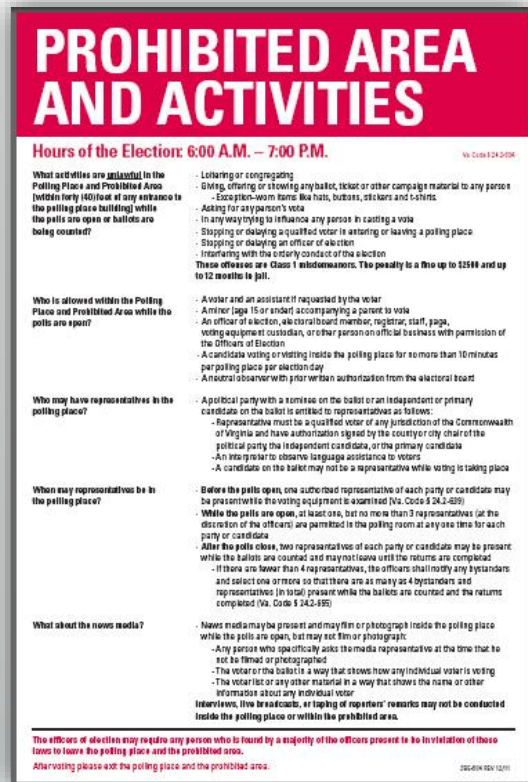 PROHIBITED AREA
AND ACTIVITIES
Hours of the Election: 6:00 A.M. – 7:00 P.M.
Va. Code § 24.2-604
What activities are unlawful in the
Polling Place and Prohibited Area
[within forty (40) feet of any entrance to
the polling place building] while
the polls are open or ballots are
being counted?
- Loitering or congregating
- Giving, offering or showing any ballot, ticket or other campaign material to any person
- Exception–worn items like hats, buttons, stickers and t-shirts.
- Asking for any person's vote
- In any way trying to influence any person in casting a vote
- Stopping or delaying a qualified voter in entering or leaving a polling place
- Stopping or delaying an officer of election
- Interfering with the orderly conduct of the election
These offenses are Class 1 misdemeanors. The penalty is a fine up to $2500 and up
to 12 months in jail.
Who is allowed within the Polling
Place and Prohibited Area while the
polls are open?
- A voter and an assistant if requested by the voter
- A minor (age 15 or under) accompanying a parent to vote
- An officer of election, electoral board member, registrar, staff, page,
voting equipment custodian, or other person on official business with permission of
the Officers of Election
- A candidate voting or visiting inside the polling place for no more than 10 minutes
per polling place per election day
- A neutral observer with prior written authorization from the electoral board
Who may have representatives in the
polling place?
- A political party with a nominee on the ballot or an independent or primary
candidate on the ballot is entitled to representatives as follows:
- Representative must be a qualified voter of any jurisdiction of the Commonwealth
of Virginia and have authorization signed by the county or city chair of the
political party, the independent candidate, or the primary candidate
- An interpreter to observe language assistance to voters
- A candidate on the ballot may not be a representative while voting is taking place
When may representatives be in
the polling place?
- Before the polls open, one authorized representative of each party or candidate may
be present while the voting equipment is examined (Va. Code § 24.2-639)
- While the polls are open, at least one, but no more than 3 representatives (at the
discretion of the officers) are permitted in the polling room at any one time for each
party or candidate
- After the polls close, two representatives of each party or candidate may be present
while the ballots are counted and may not leave until the returns are completed
- If there are fewer than 4 representatives, the officers shall notify any bystanders
and select one or more so that there are as many as 4 bystanders and
representatives (in total) present while the ballots are counted and the returns
completed (Va. Code § 24.2-655)
What about the news media?
- News media may be present and may film or photograph inside the polling place
while the polls are open, but may not film or photograph:
- Any person who specifically asks the media representative at the time that he
not be filmed or photographed
- The voter or the ballot in a way that shows how any individual voter is voting
- The voter list or any other material in a way that shows the name or other
information about any individual voter
Interviews, live broadcasts, or taping of reporters' remarks may not be conducted
inside the polling place or within the prohibited area.
The officers of election may require any person who is found by a majority of the officers present to be in violation of these
laws to leave the polling place and the prohibited area.
After voting please exit the polling place and the prohibited area.
SBE-604 REV 12/11